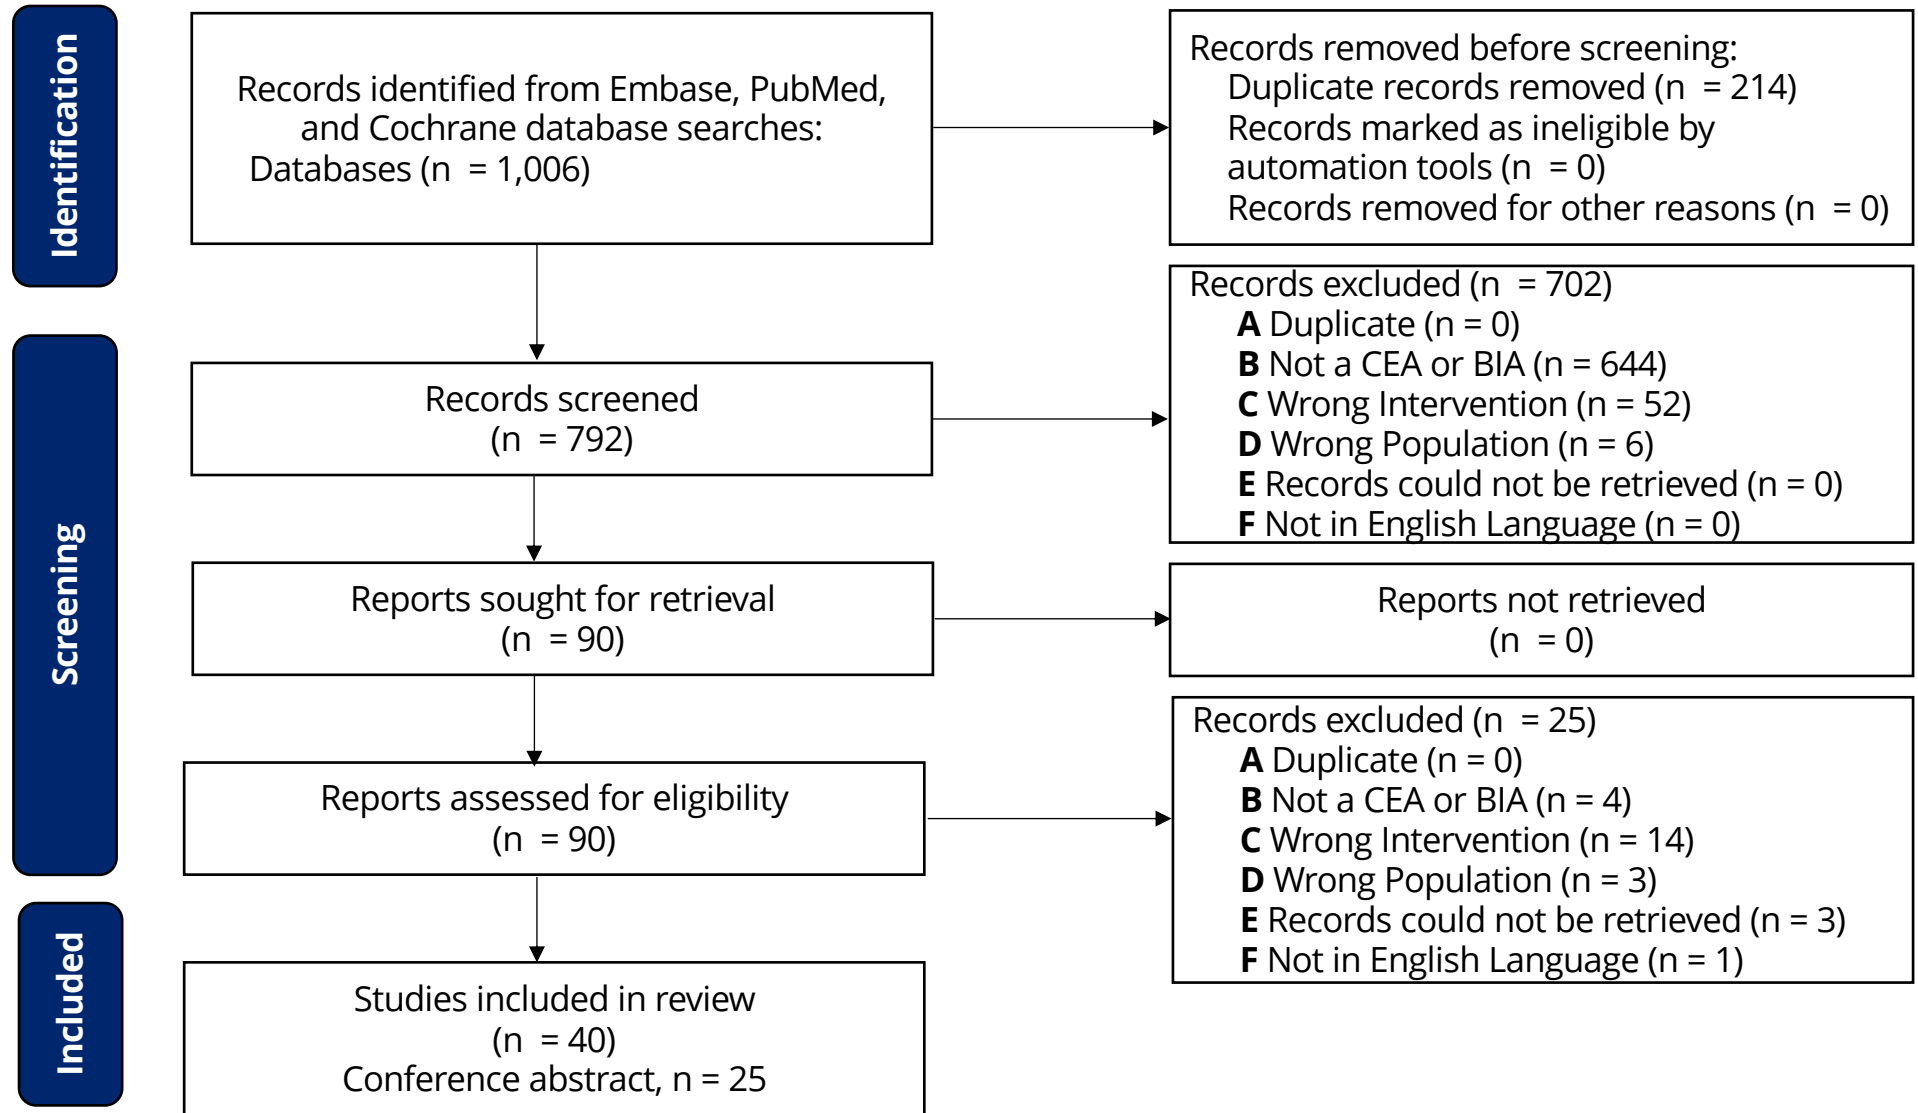 Identification
Records identified from Embase, PubMed,
and Cochrane database searches:
Databases (n = 1,006)
Records removed before screening:
Duplicate records removed (n = 214)
Records marked as ineligible by
automation tools (n = 0)
Records removed for other reasons (n = 0)
Screening
Records screened
(n = 792)
Records excluded (n = 702)
A Duplicate (n = 0)
B Not a CEA or BIA (n = 644)
C Wrong Intervention (n = 52)
D Wrong Population (n = 6)
E Records could not be retrieved (n = 0)
F Not in English Language (n = 0)
Reports sought for retrieval
(n = 90)
Reports not retrieved
(n = 0)
Reports assessed for eligibility
(n = 90)
Records excluded (n = 25)
A Duplicate (n = 0)
B Not a CEA or BIA (n = 4)
C Wrong Intervention (n = 14)
D Wrong Population (n = 3)
E Records could not be retrieved (n = 3)
F Not in English Language (n = 1)
Included
Studies included in review
(n = 40)
Conference abstract, n = 25